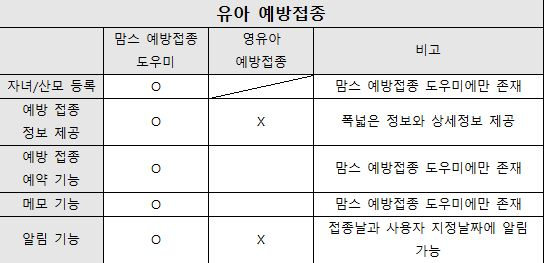 유아 예방접종
맘스 예방접종 도우미 영유아 예방접종 비고
자녀/산모 등록 O 맘스 예방접종 도우미에만 존재
예방 접종 정보 제공 O X 폭넓은 정보와 상세정보 제공
예방 접종 예약 기능 O 맘스 예방접종 도우미에만 존재
메모 기능 O 맘스 예방접종 도우미에만 존재
알림 기능 O X 접종날과 사용자 지정날짜에 알림 가능